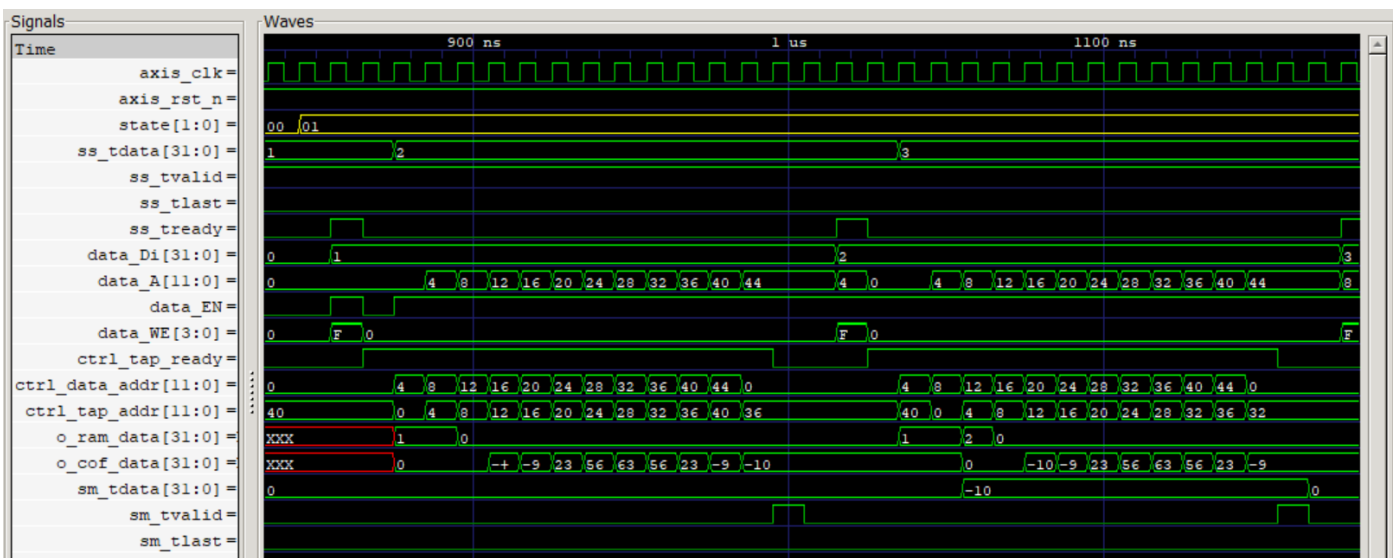 Signals Waves
Time 900 ns 1 us 1100 ns
axis_clk=
axis_rst_n=
state[1:0]= 00 01
ss_tdata[31:0]= 1 2 3
ss_tvalid=
ss_tlast=
ss_tready=
data_Di[31:0]= 0 1 2 3
data_A[11:0]= 0 4 8 12 16 20 24 28 32 36 40 44 4 0 4 8 12 16 20 24 28 32 36 40 44 8
data_EN=
data_WE[3:0]= 0 F 0 F 0 F
ctrl_tap_ready=
ctrl_data_addr[11:0]= 0 4 8 12 16 20 24 28 32 36 40 44 0 4 8 12 16 20 24 28 32 36 40 44 0
ctrl_tap_addr[11:0]= 40 0 4 8 12 16 20 24 28 32 36 40 36 40 0 4 8 12 16 20 24 28 32 36 32
o_ram_data[31:0]= XXX 1 0 1 2 0
o_cof_data[31:0]= XXX 0 -+ -9 23 56 63 56 23 -9 -10 0 -10 -9 23 56 63 56 23 -9
sm_tdata[31:0]= 0 -10 0
sm_tvalid=
sm_tlast=